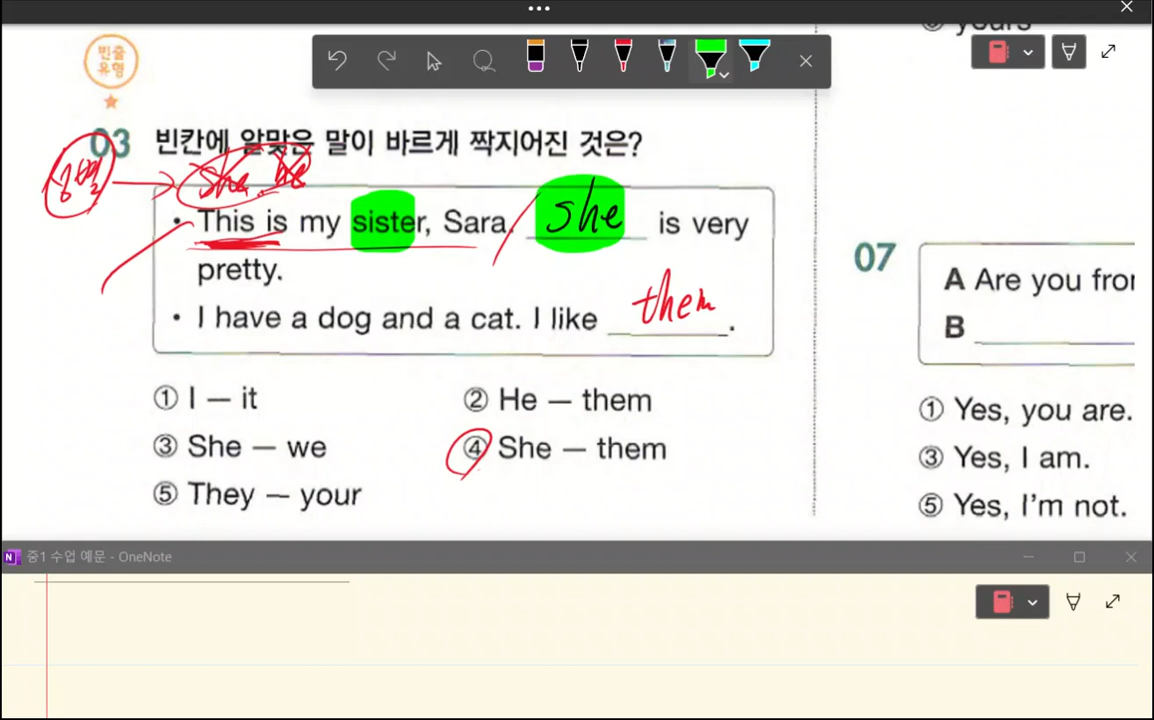 yours
빈출
유형
03 빈칸에 알맞은 말이 바르게 짝지어진 것은?
she he
• This is my sister, Sara. she is very
pretty.
• I have a dog and a cat. I like them.
① I — it
② He — them
③ She — we
④ She — them
⑤ They — your
07
A Are you fror
B
① Yes, you are.
③ Yes, I am.
⑤ Yes, I'm not.
중1 수업 예문 - OneNote